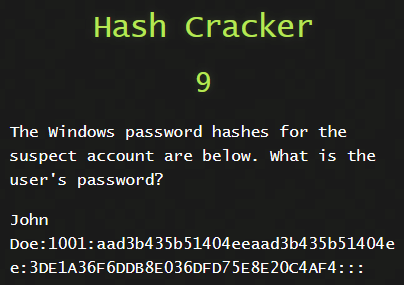 Hash Cracker
9
The Windows password hashes for the
suspect account are below. What is the
user's password?
John
Doe:1001:aad3b435b51404eeaad3b435b51404e
e:3DE1A36F6DDB8E036DFD75E8E20C4AF4:::